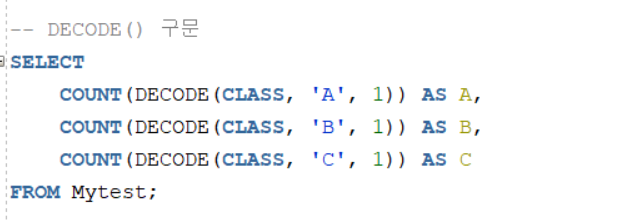 -- DECODE() 구문
SELECT
COUNT(DECODE(CLASS, 'A', 1)) AS A,
COUNT(DECODE(CLASS, 'B', 1)) AS B,
COUNT(DECODE(CLASS, 'C', 1)) AS C
FROM Mytest;